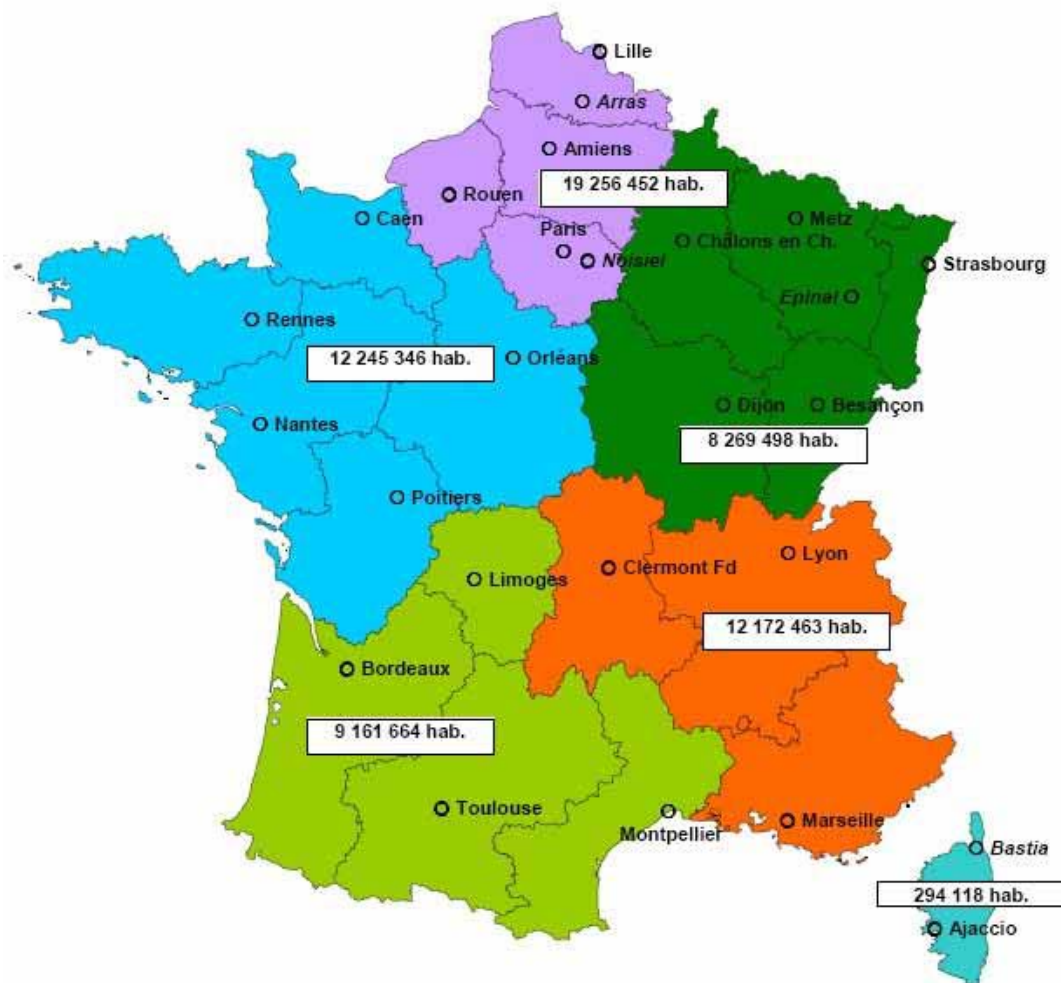 Lille
Arras
Amiens
19 256 452 hab.
Rouen
Caen
Metz
Paris
Châlons en Ch.
Noisiel
Strasbourg
Epinal
Rennes
12 245 346 hab.
Orléans
Dijon
Besançon
Nantes
8 269 498 hab.
Poitiers
Lyon
Clermont Fd
Limoges
12 172 463 hab.
Bordeaux
9 161 664 hab.
Toulouse
Montpellier
Marseille
Bastia
294 118 hab.
Ajaccio